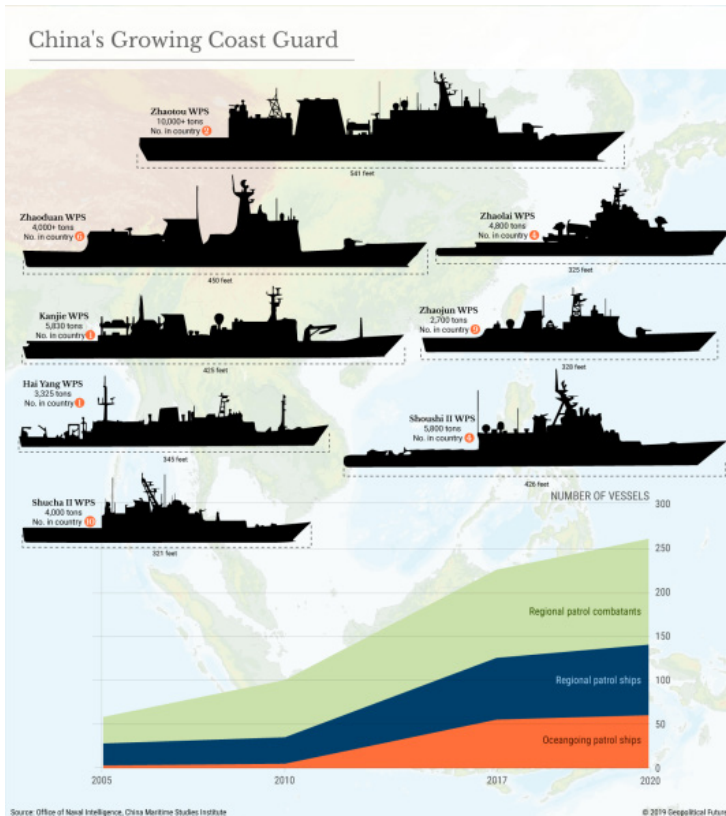 China's Growing Coast Guard
Zhaotou WPS
10,000+ tons
No. in country 2
541 feet
Zhaoduan WPS
4,000+ tons
No. in country 6
450 feet
Zhaolai WPS
4,800 tons
No. in country 4
325 feet
Kanjie WPS
5,830 tons
No. in country 1
425 feet
Zhaojun WPS
2,700 tons
No. in country 9
328 feet
Hai Yang WPS
3,325 tons
No. in country 1
345 feet
Shoushi II WPS
5,800 tons
No. in country 4
426 feet
Shucha II WPS
4,000 tons
No. in country 10
321 feet
NUMBER OF VESSELS
300
250
200
Regional patrol combatants
150
100
Regional patrol ships
50
Oceangoing patrol ships
0
2005
2010
2017
2020
Source: Office of Naval Intelligence, China Maritime Studies Institute
© 2019 Geopolitical Future